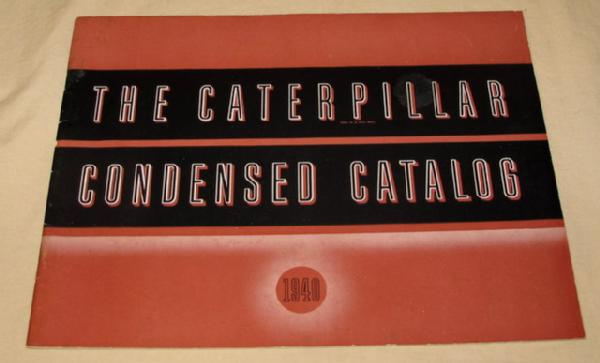 THE CATERPILLAR
CONDENSED CATALOG
1940